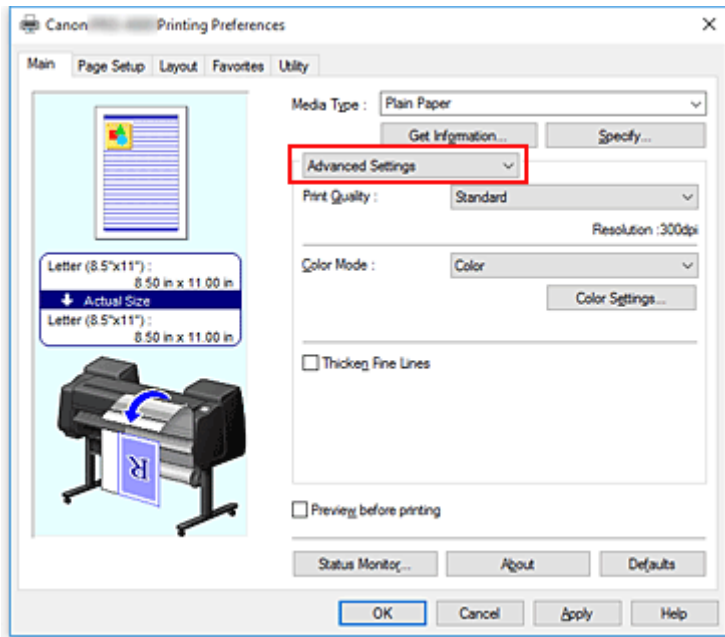 Canon Printing Preferences
Main Page Setup Layout Favorites Utility
Media Type : Plain Paper
Get Information... Specify...
Advanced Settings
Print Quality : Standard
Resolution :300dpi
Letter (8.5"x11") :
8.50 in x 11.00 in
Actual Size
Letter (8.5"x11") :
8.50 in x 11.00 in
Color Mode : Color
Color Settings...
Thicken Fine Lines
R
Preview before printing
Status Monitor... About Defaults
OK Cancel Apply Help